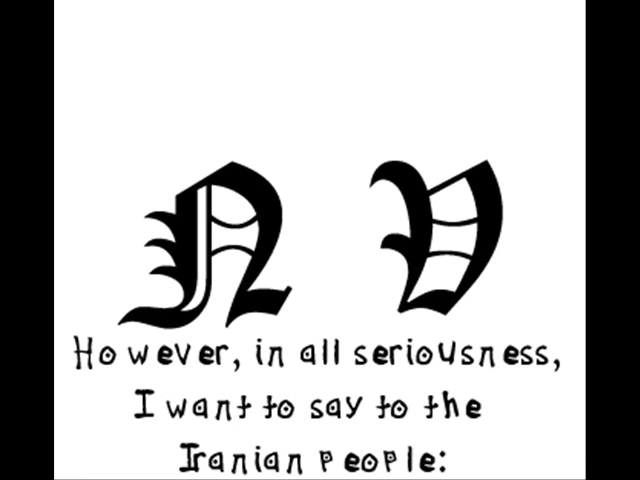 N V
However, in all seriousness,
I want to say to the
Iranian people: